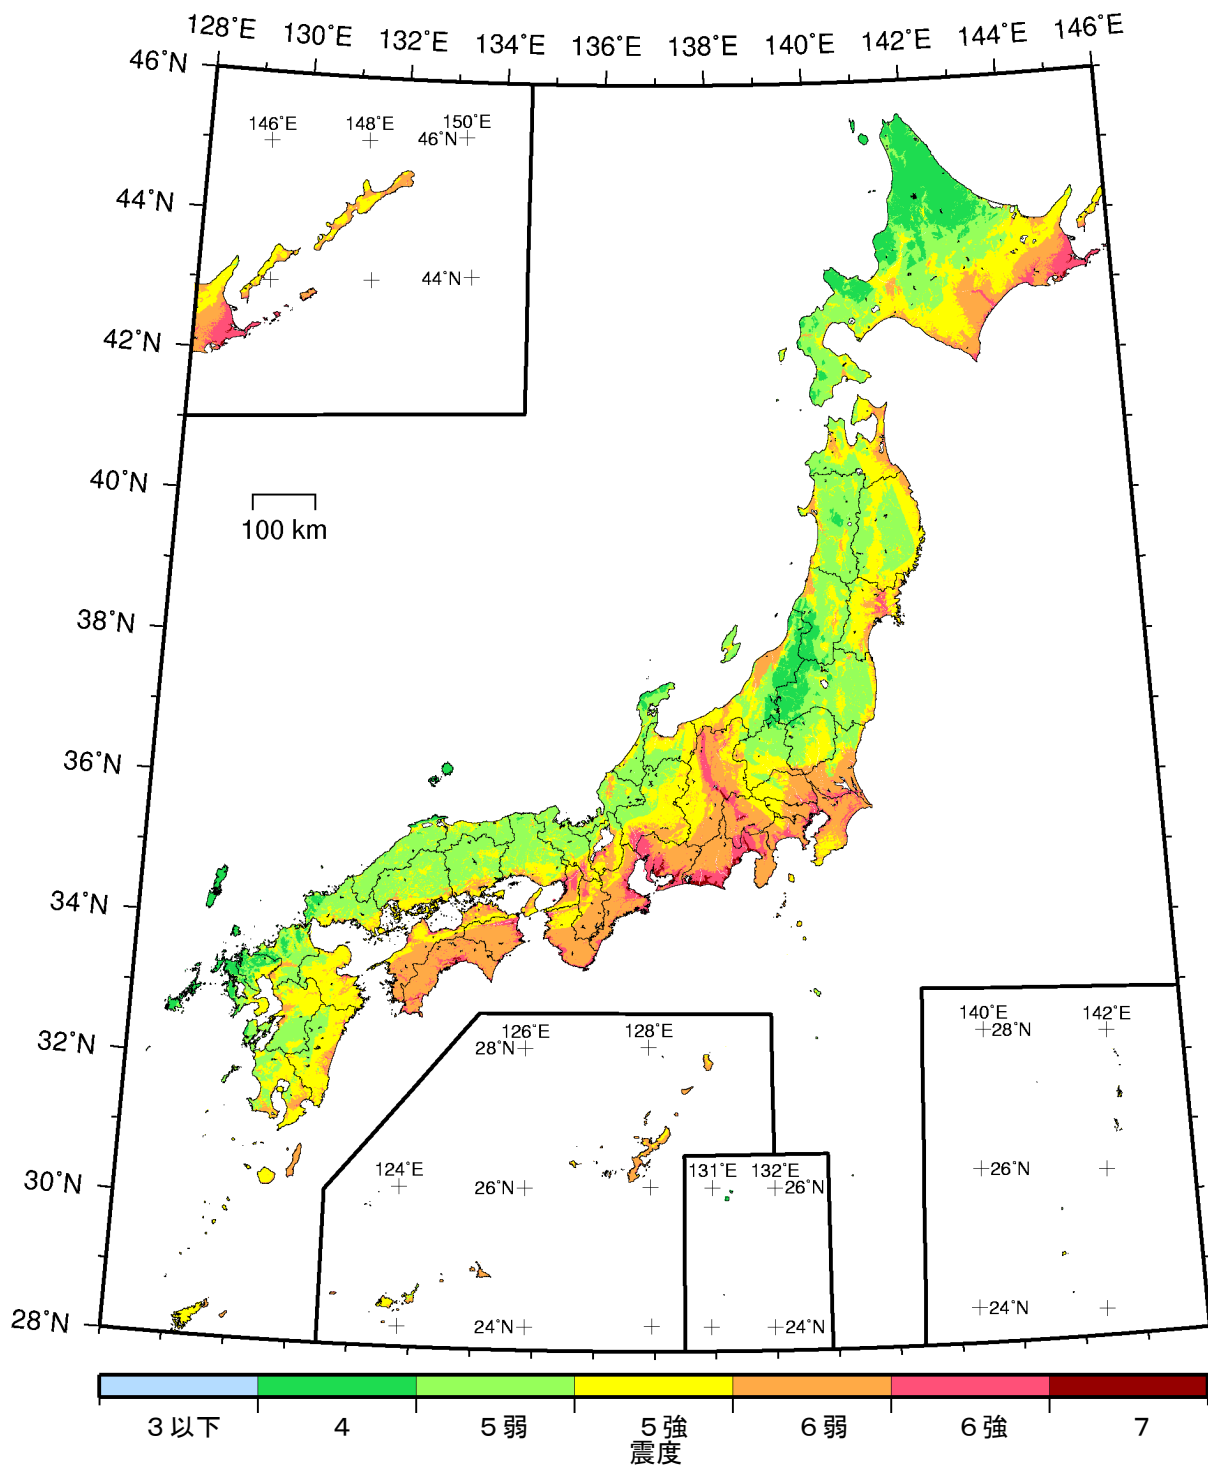 128°E 130°E 132°E 134°E 136°E 138°E 140°E 142°E 144°E 146°E
46°N
146°E 148°E 150°E
46°N
44°N
44°N
42°N
40°N
100 km
38°N
36°N
34°N
32°N
126°E 128°E
28°N
140°E 142°E
28°N
30°N
124°E
26°N
131°E 132°E
26°N
26°N
28°N
24°N
24°N
24°N
3以下 4 5弱 5強 6弱 6強 7
震度